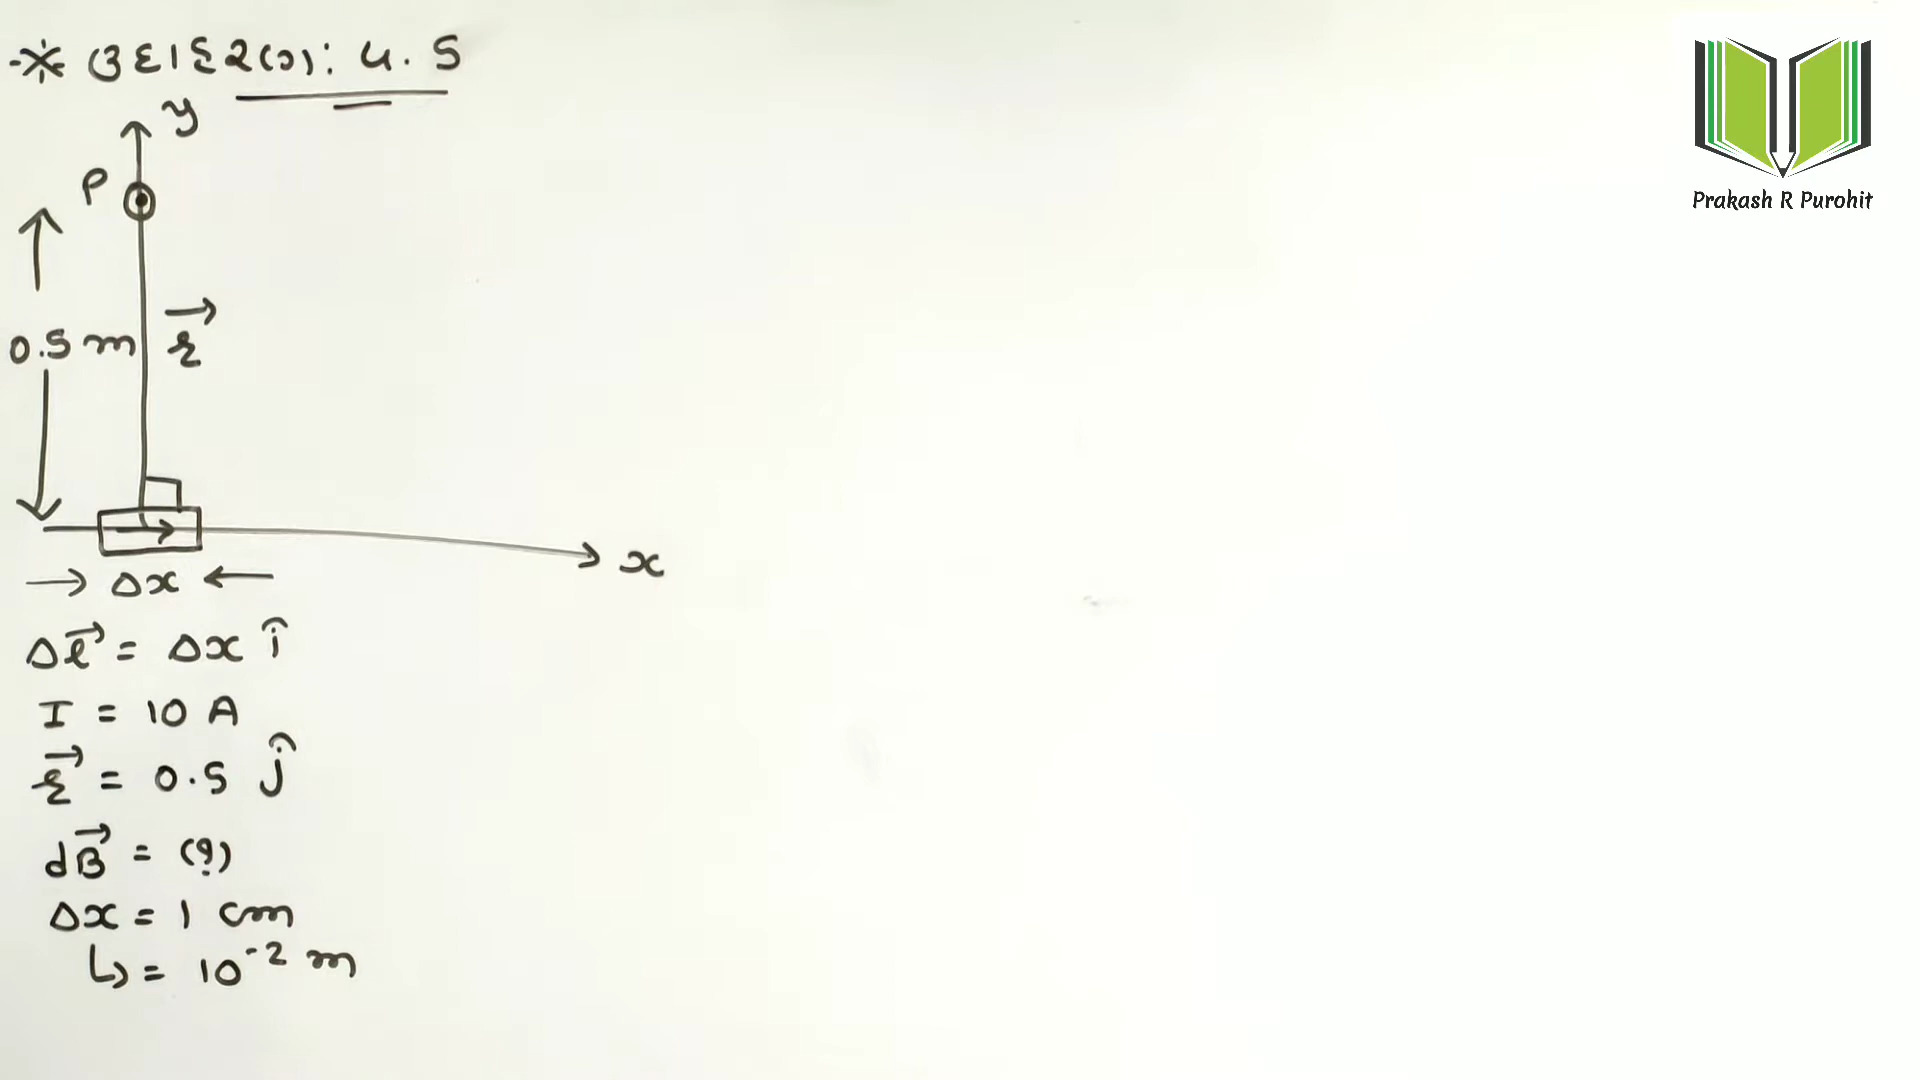 * ઉદાહરણ : 4.5
y
P
0.5 m
r⃗
x
Δx
Δl⃗ = Δx î
I = 10 A
r⃗ = 0.5 ĵ
dB⃗ = (?)
Δx = 1 cm
↳ = 10⁻² m
Prakash R Purohit